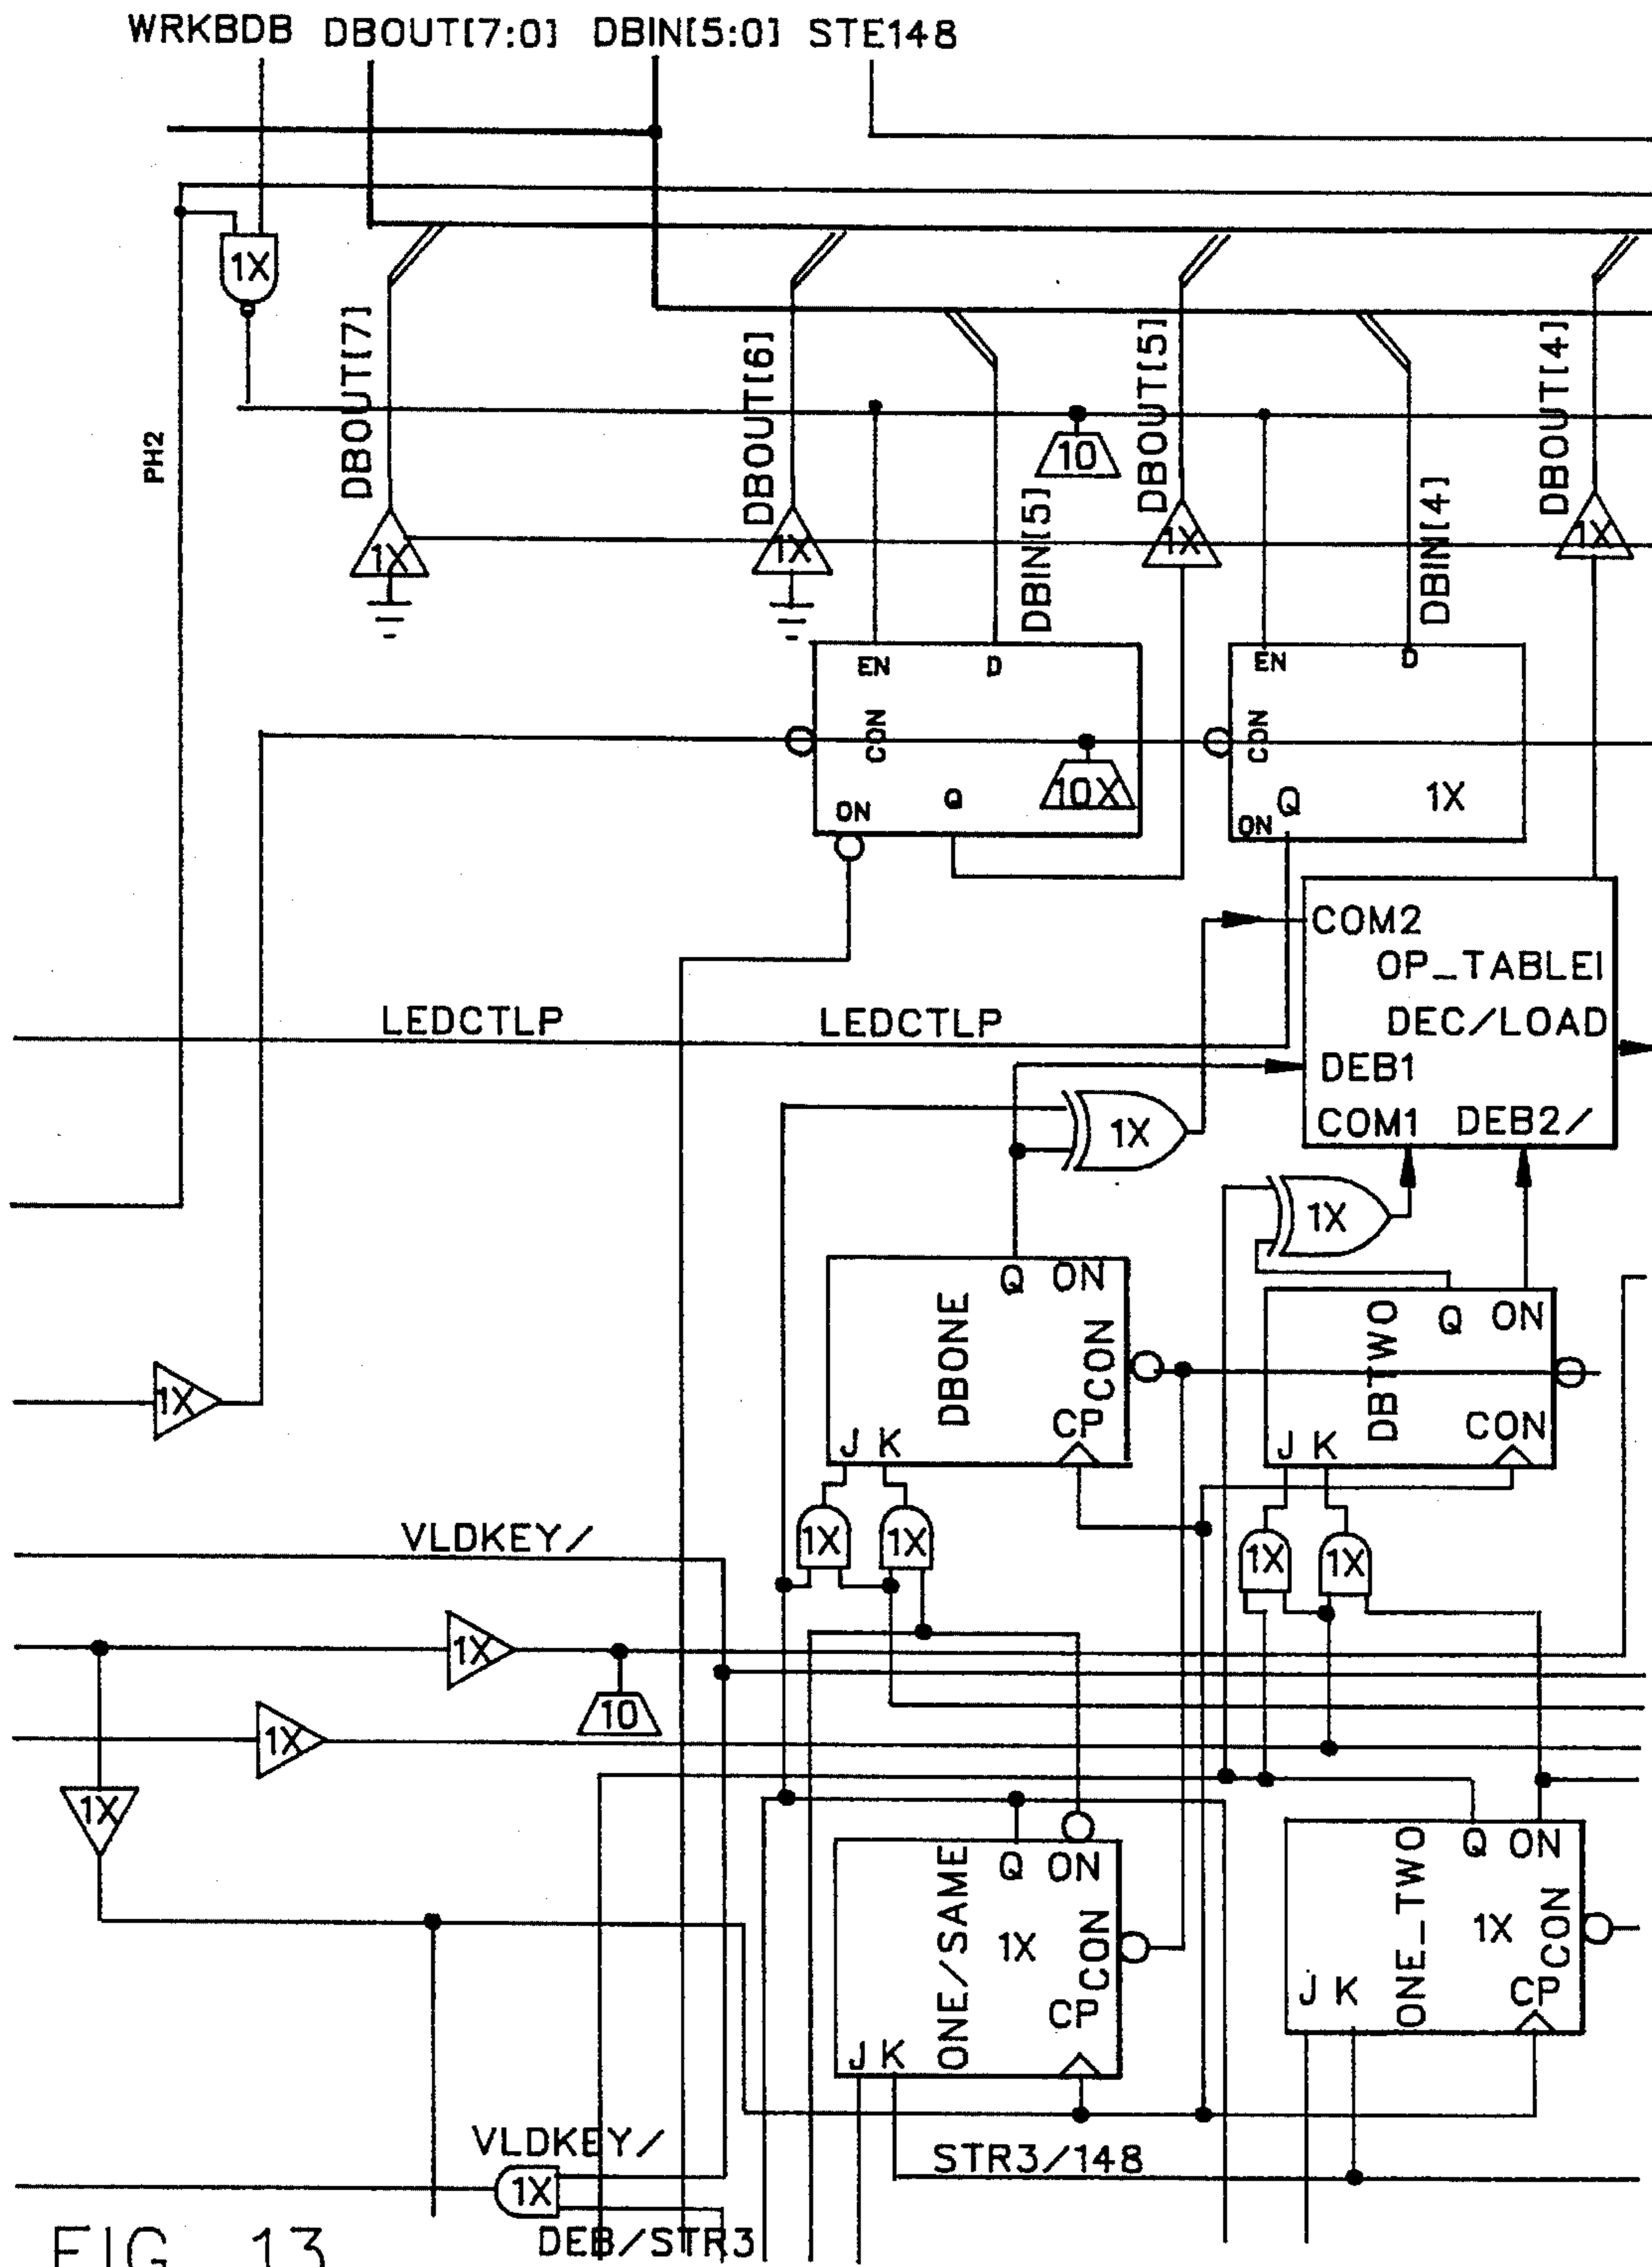 WRKBDB DBOUT[7:0] DBIN[5:0] STE148
1X
DBOUT[7]
DBOUT[6]
DBOUT[5]
DBOUT[4]
PH2
10
DBIN[5]
DBIN[4]
1X
1X
1X
1X
EN D
CON
10X
ON Q
EN D
CON
Q 1X
ON
COM2
OP_TABLE1
DEC/LOAD
DEB1
COM1 DEB2/
LEDCTLP LEDCTLP
1X
1X
Q ON
DBONE
CON
CP
J K
Q ON
DBTWO
CON
J K
1X
1X
1X
1X
1X
VLDKEY/
1X
10
1X
1X
Q ON
ONE/SAME
1X
CON
CP
J K
Q ON
ONE_TWO
1X
CON
J K CP
VLDKEY/
STR3/148
1X
DEB/STR3
FIG. 13